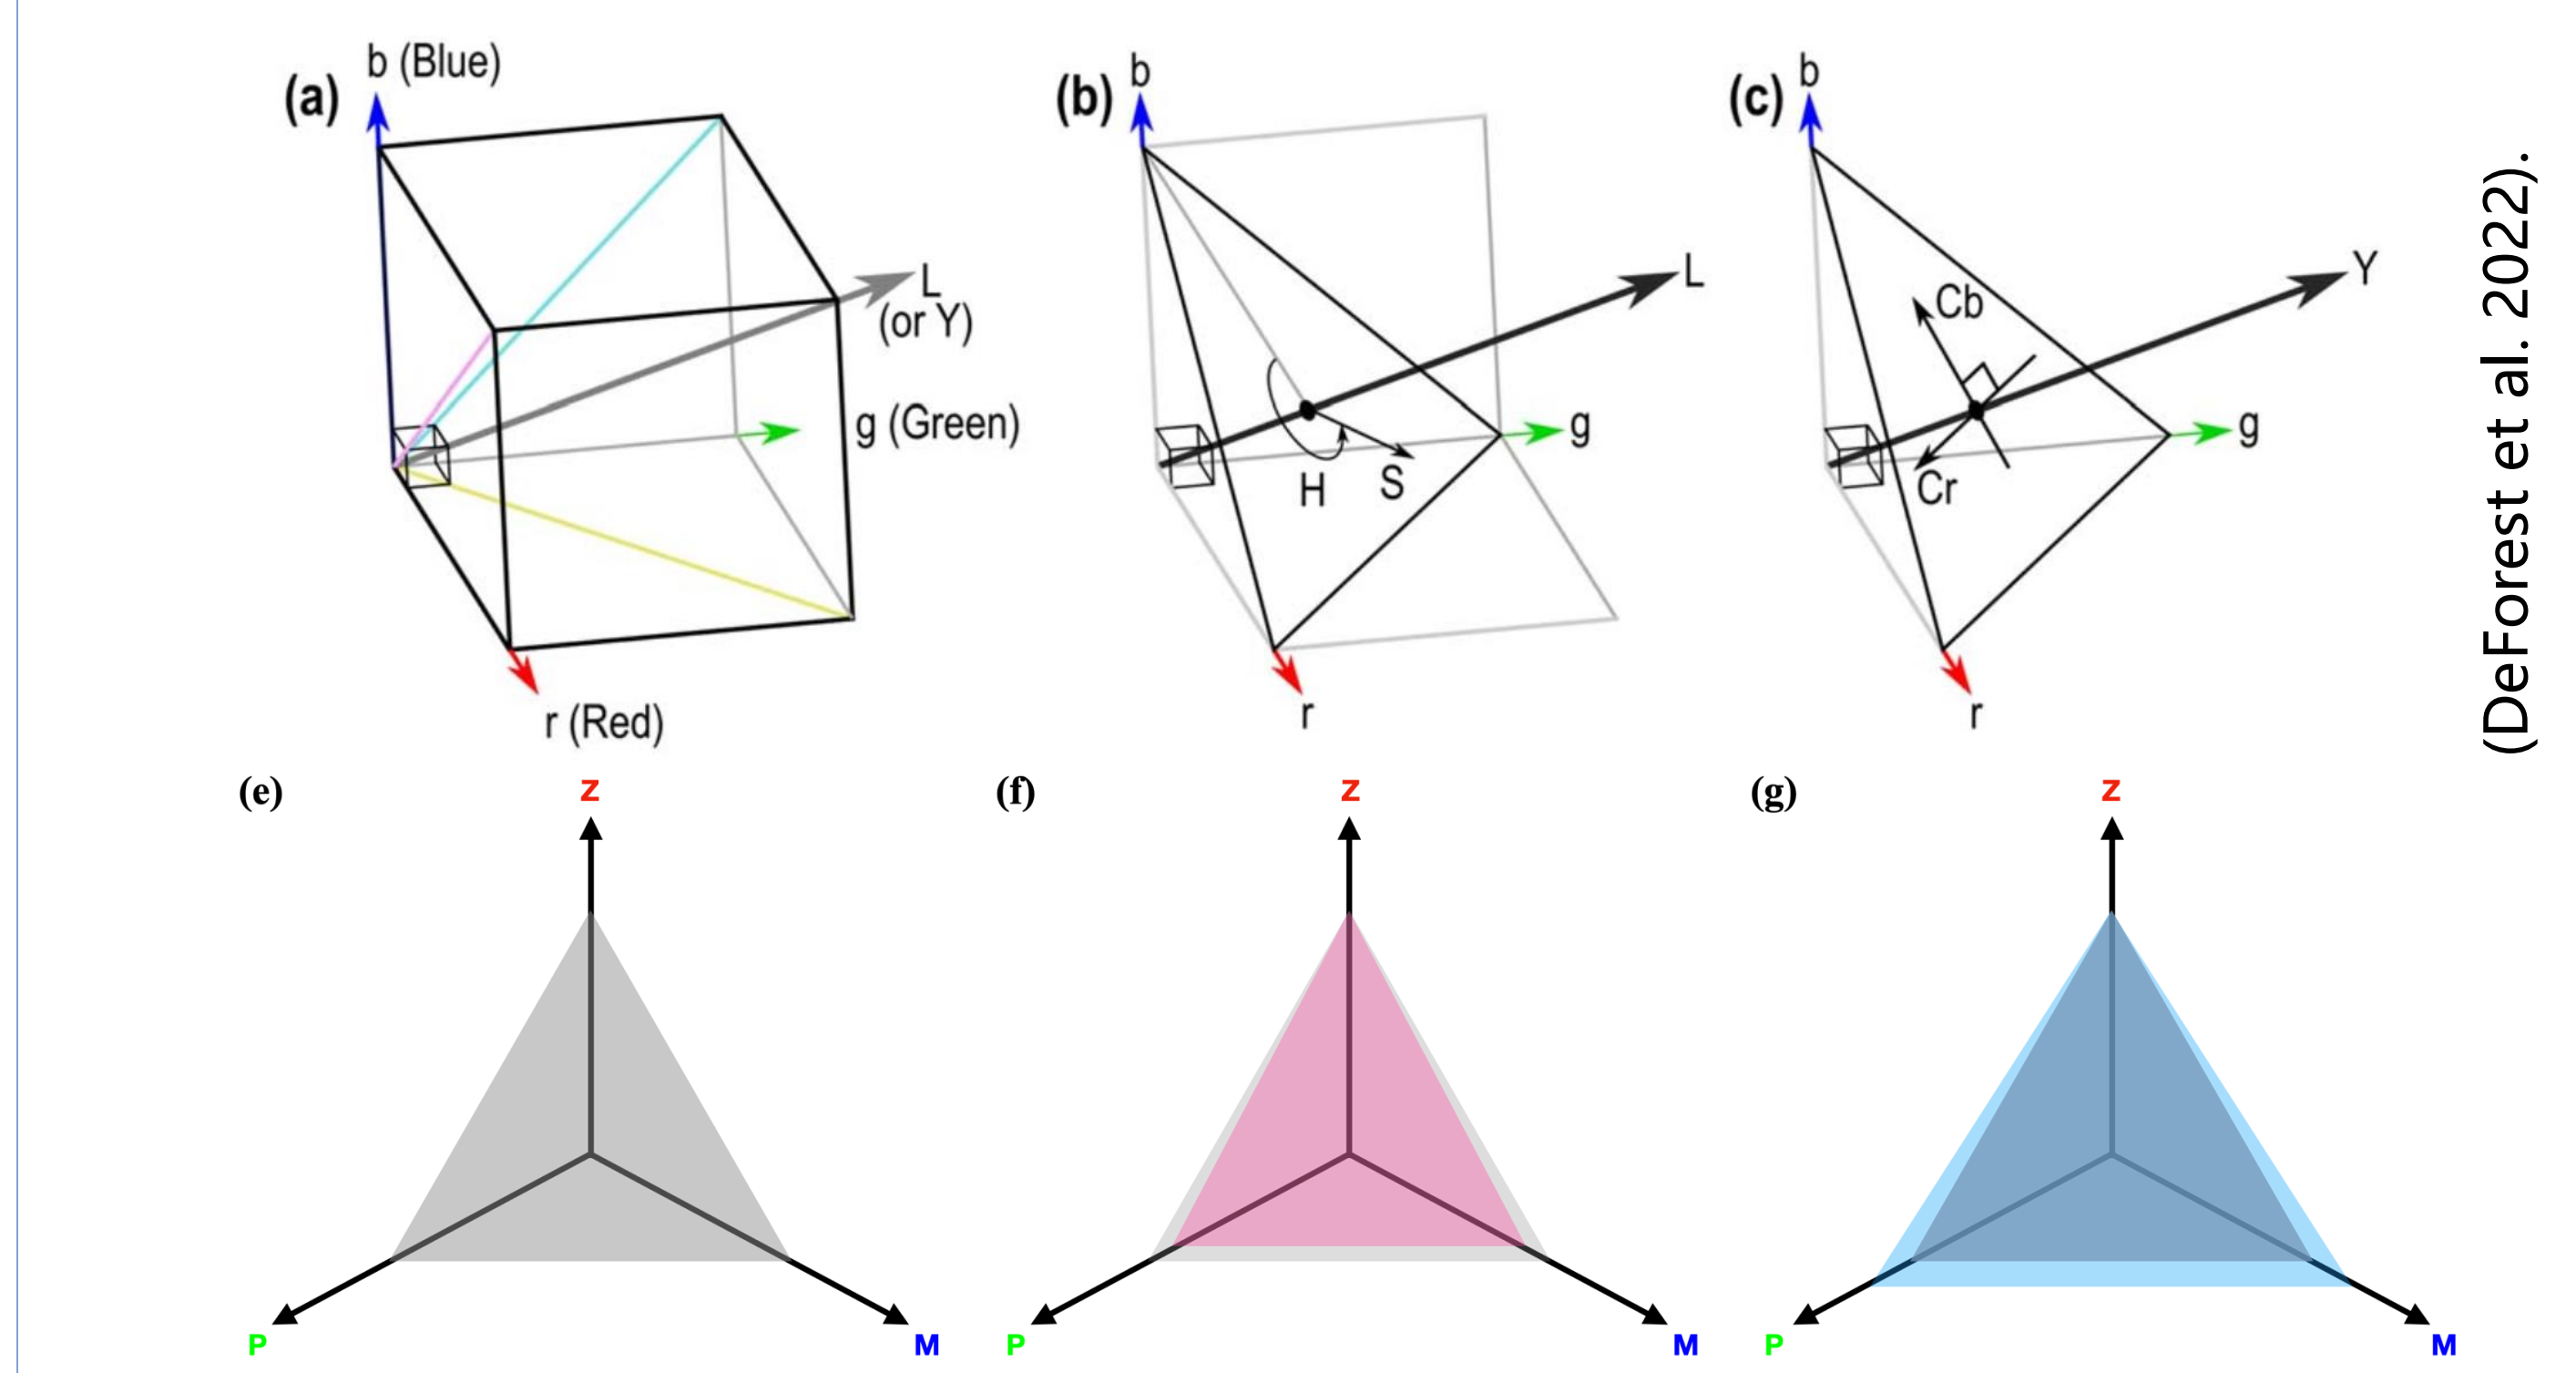 (a)
b (Blue)
L
(or Y)
g (Green)
r (Red)
(b)
b
L
g
H
S
r
(c)
b
Y
Cb
g
Cr
r
(DeForest et al. 2022).
(e)
Z
P
M
(f)
Z
P
M
(g)
Z
P
M